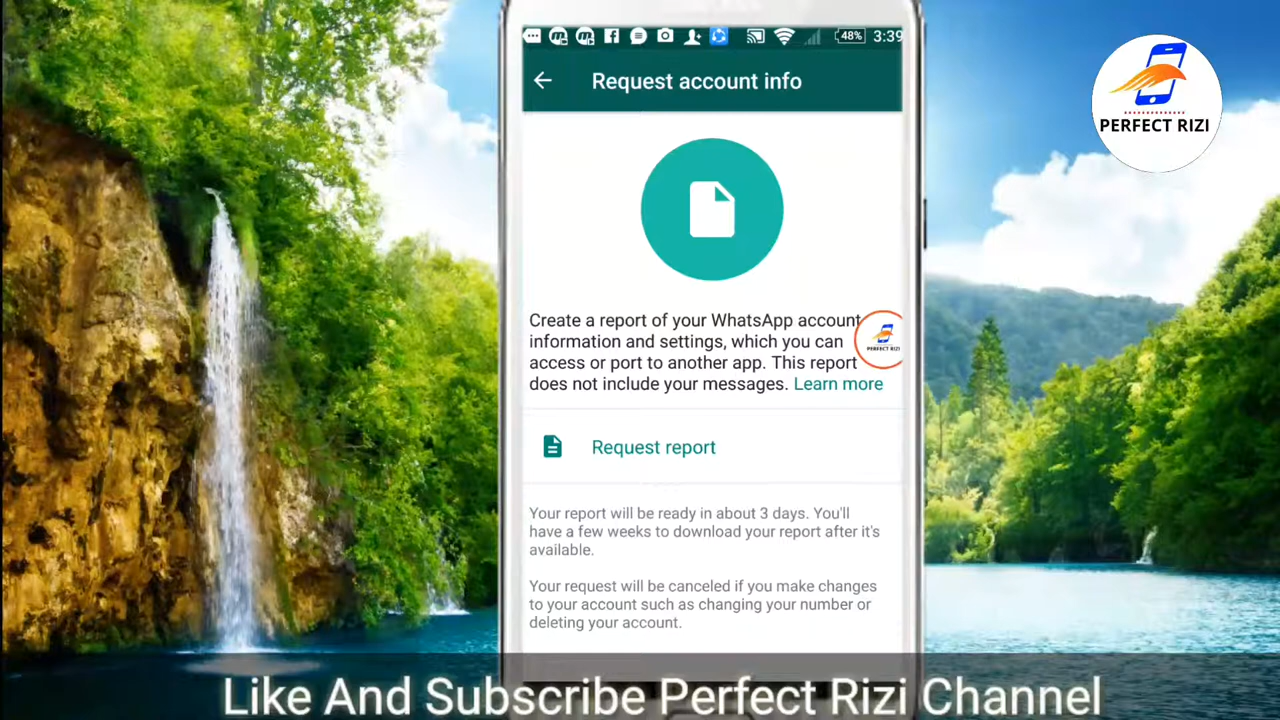 48% 3:39
Request account info
PERFECT RIZI
Create a report of your WhatsApp account
information and settings, which you can
access or port to another app. This report
does not include your messages. Learn more
PERFECT RIZI
Request report
Your report will be ready in about 3 days. You'll
have a few weeks to download your report after it's
available.
Your request will be canceled if you make changes
to your account such as changing your number or
deleting your account.
Like And Subscribe Perfect Rizi Channel